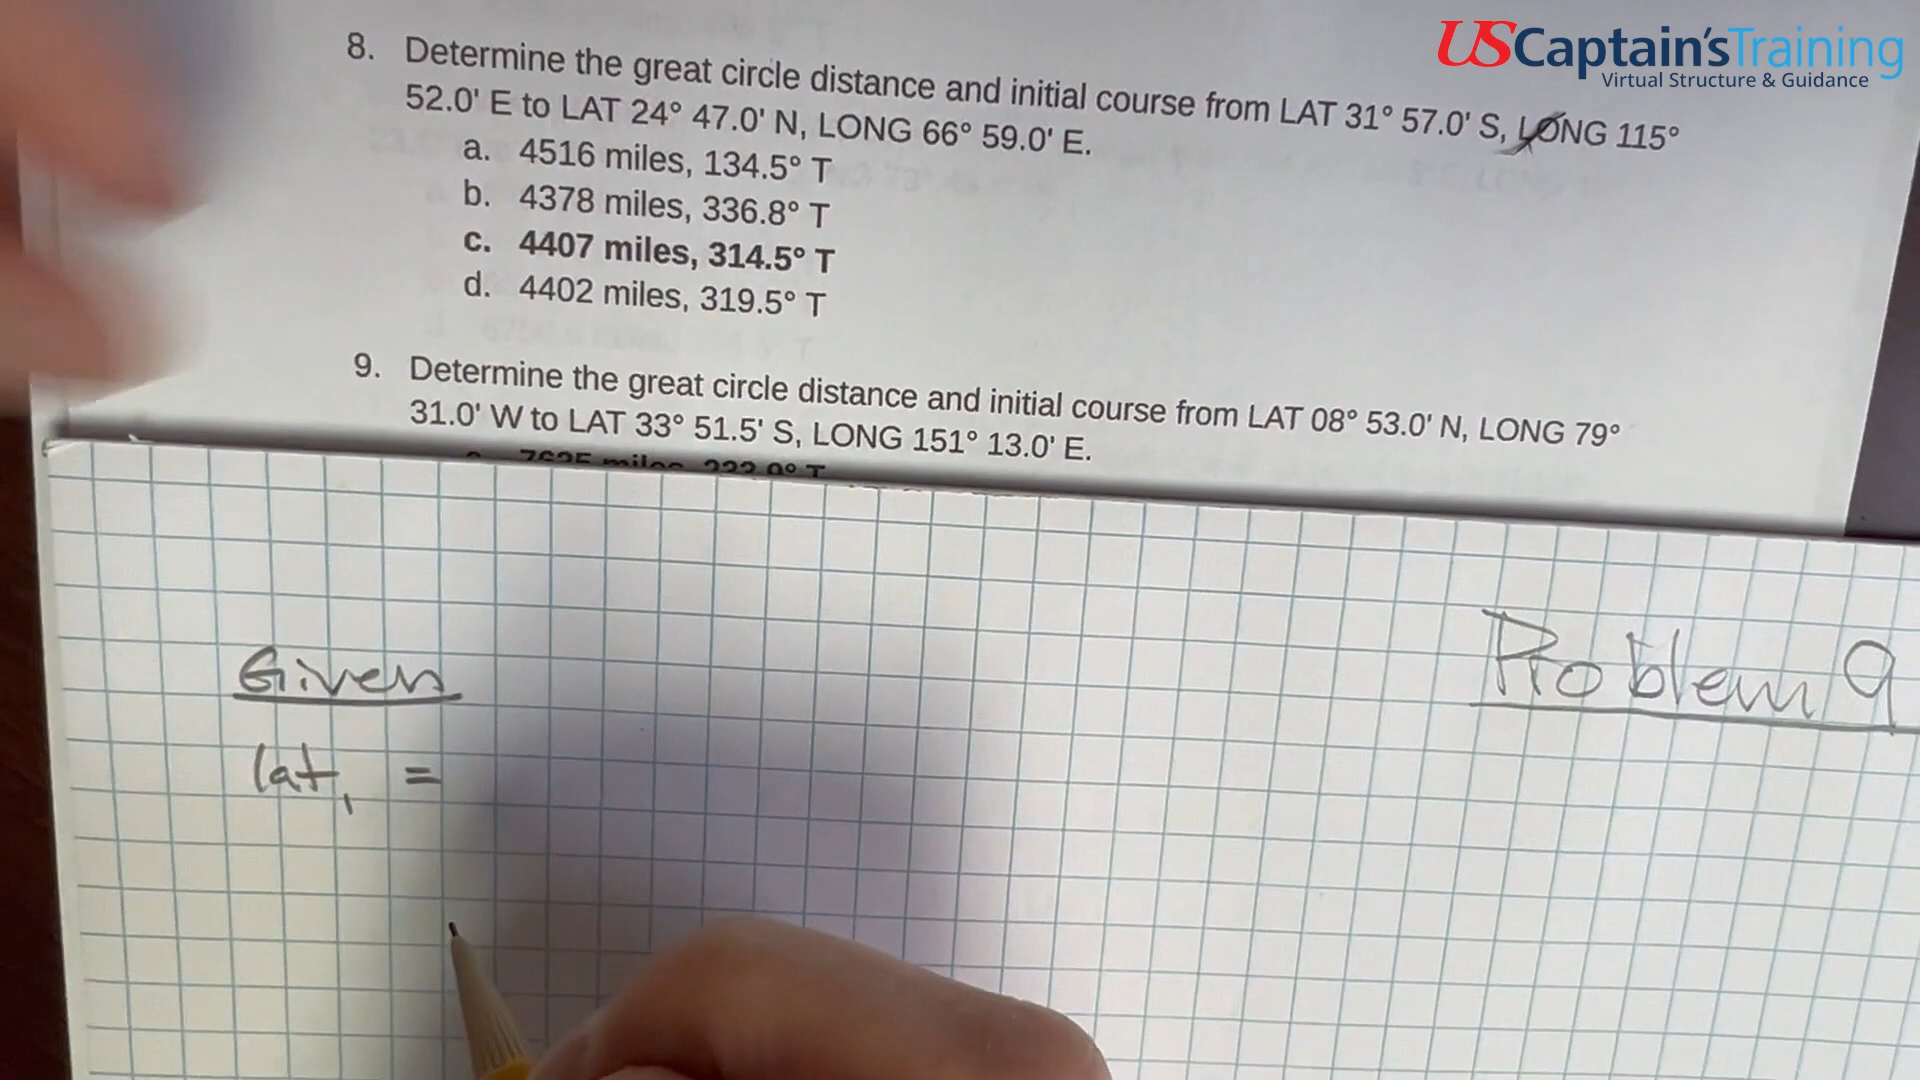 USCaptain'sTraining
Virtual Structure & Guidance
8. Determine the great circle distance and initial course from LAT 31° 57.0' S, LONG 115°
52.0' E to LAT 24° 47.0' N, LONG 66° 59.0' E.
a. 4516 miles, 134.5° T
b. 4378 miles, 336.8° T
c. 4407 miles, 314.5° T
d. 4402 miles, 319.5° T
9. Determine the great circle distance and initial course from LAT 08° 53.0' N, LONG 79°
31.0' W to LAT 33° 51.5' S, LONG 151° 13.0' E.
Problem 9
Given
lat₁ =